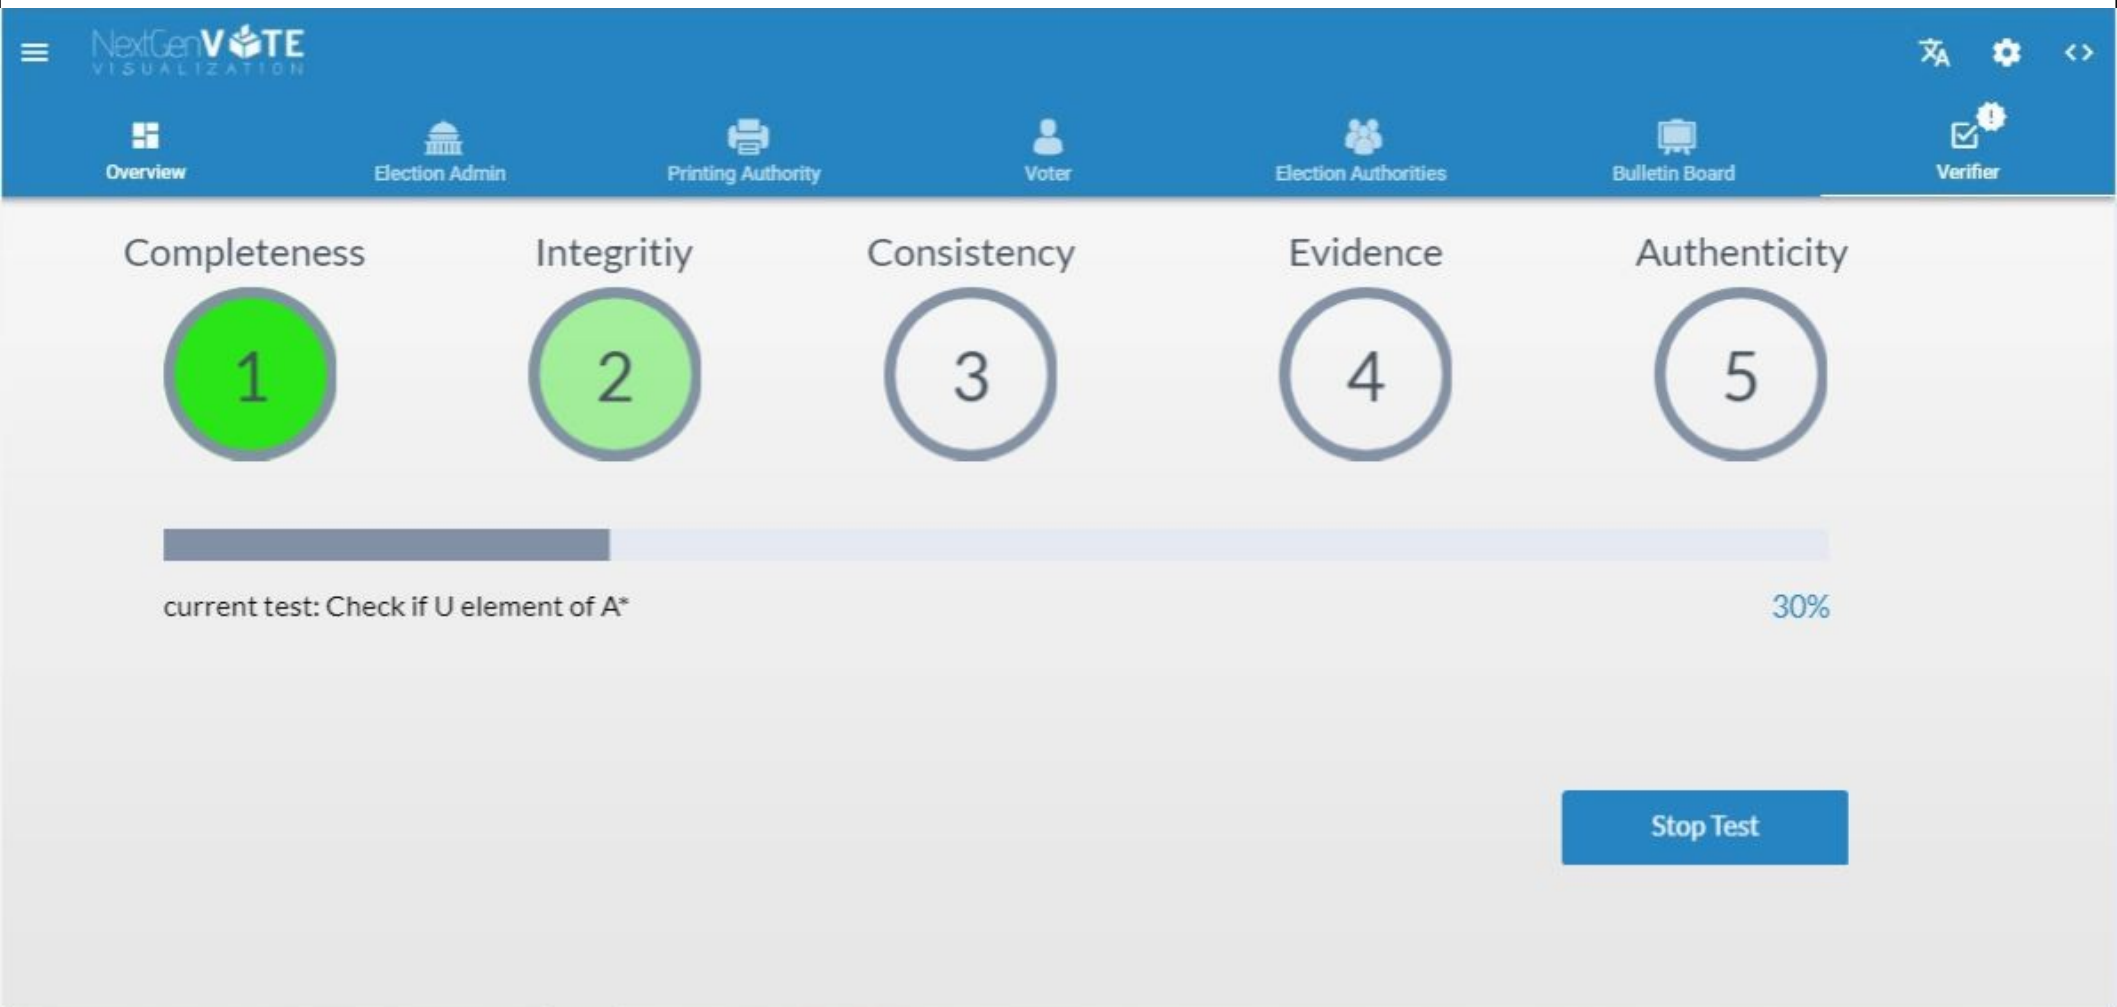 NextGenVOTE
VISUALIZATION
Overview
Election Admin
Printing Authority
Voter
Election Authorities
Bulletin Board
Verifier
Completeness
Integritiy
Consistency
Evidence
Authenticity
1
2
3
4
5
current test: Check if U element of A*
30%
Stop Test